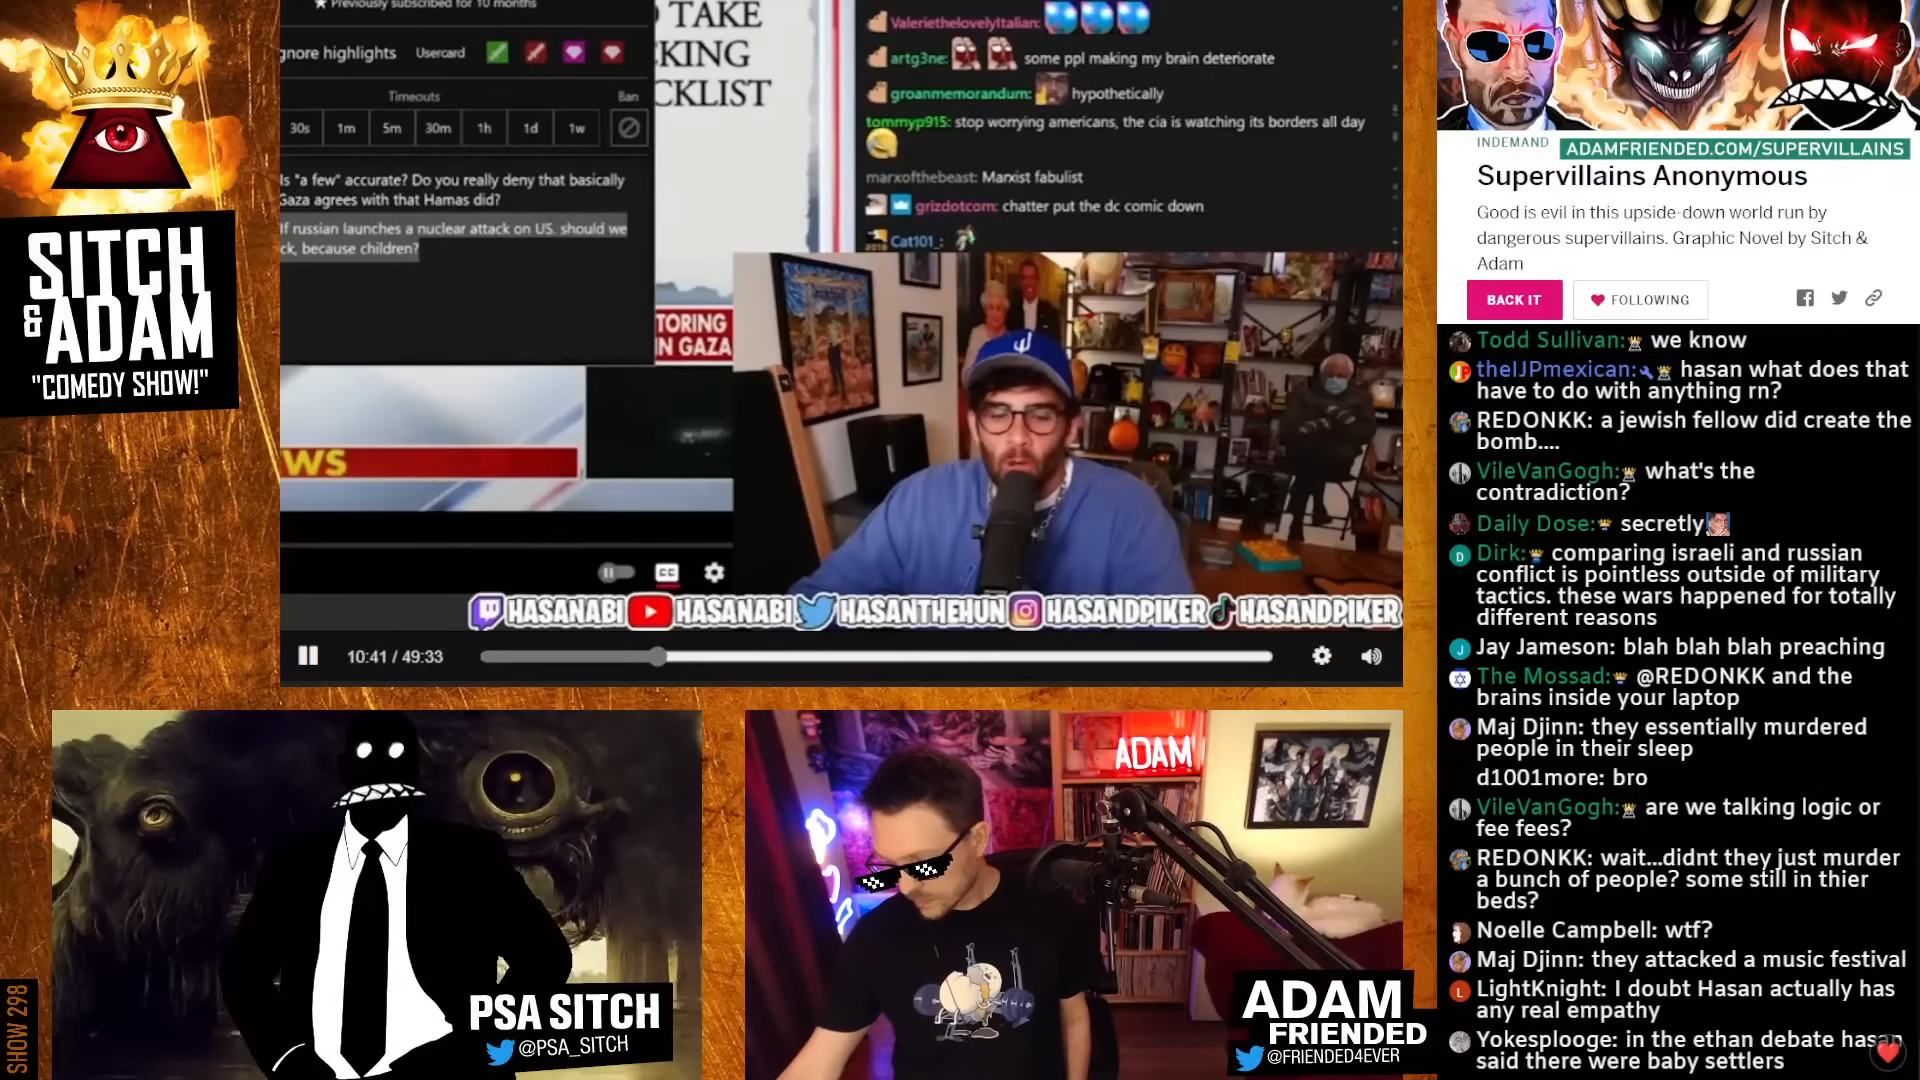 SITCH
& ADAM
"COMEDY SHOW!"
SHOW 298
★ Previously subscribed for 10 months
gnore highlights
Usercard
Timeouts
Ban
30s 1m 5m 30m 1h 1d 1w
Is "a few" accurate? Do you really deny that basically
Gaza agrees with that Hamas did?
If russian launches a nuclear attack on US. should we
ck, because children?
TAKE
CKING
CKLIST
TORING
IN GAZA
WS
CC
ValeriethelovelyItalian:
artg3ne: some ppl making my brain deteriorate
groanmemorandum: hypothetically
tommyp915: stop worrying americans, the cia is watching its borders all day
marxofthebeast: Marxist fabulist
grizdotcom: chatter put the dc comic down
Cat101_:
HASANABI HASANABI HASANTHEHUN HASANDPIKER HASANDPIKER
10:41 / 49:33
PSA SITCH
@PSA_SITCH
ADAM
ADAM
FRIENDED
@FRIENDED4EVER
INDEMAND
ADAMFRIENDED.COM/SUPERVILLAINS
Supervillains Anonymous
Good is evil in this upside-down world run by
dangerous supervillains. Graphic Novel by Sitch &
Adam
BACK IT
FOLLOWING
Todd Sullivan: we know
theIJPmexican: hasan what does that
have to do with anything rn?
REDONKK: a jewish fellow did create the
bomb....
VileVanGogh: what's the
contradiction?
Daily Dose: secretly
D Dirk: comparing israeli and russian
conflict is pointless outside of military
tactics. these wars happened for totally
different reasons
J Jay Jameson: blah blah blah preaching
The Mossad: @REDONKK and the
brains inside your laptop
Maj Djinn: they essentially murdered
people in their sleep
d1001more: bro
VileVanGogh: are we talking logic or
fee fees?
REDONKK: wait...didnt they just murder
a bunch of people? some still in thier
beds?
Noelle Campbell: wtf?
Maj Djinn: they attacked a music festival
L LightKnight: I doubt Hasan actually has
any real empathy
Yokesplooge: in the ethan debate hasan
said there were baby settlers